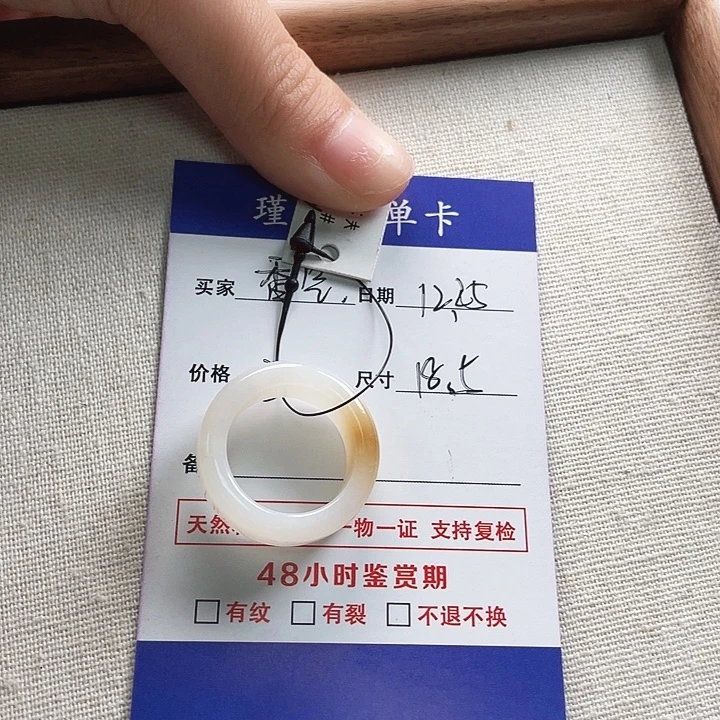 瑾 单卡
买家 日期 12.25
价格 尺寸 18.5
备
天然 一物一证 支持复检
48小时鉴赏期
有纹 有裂 不退不换